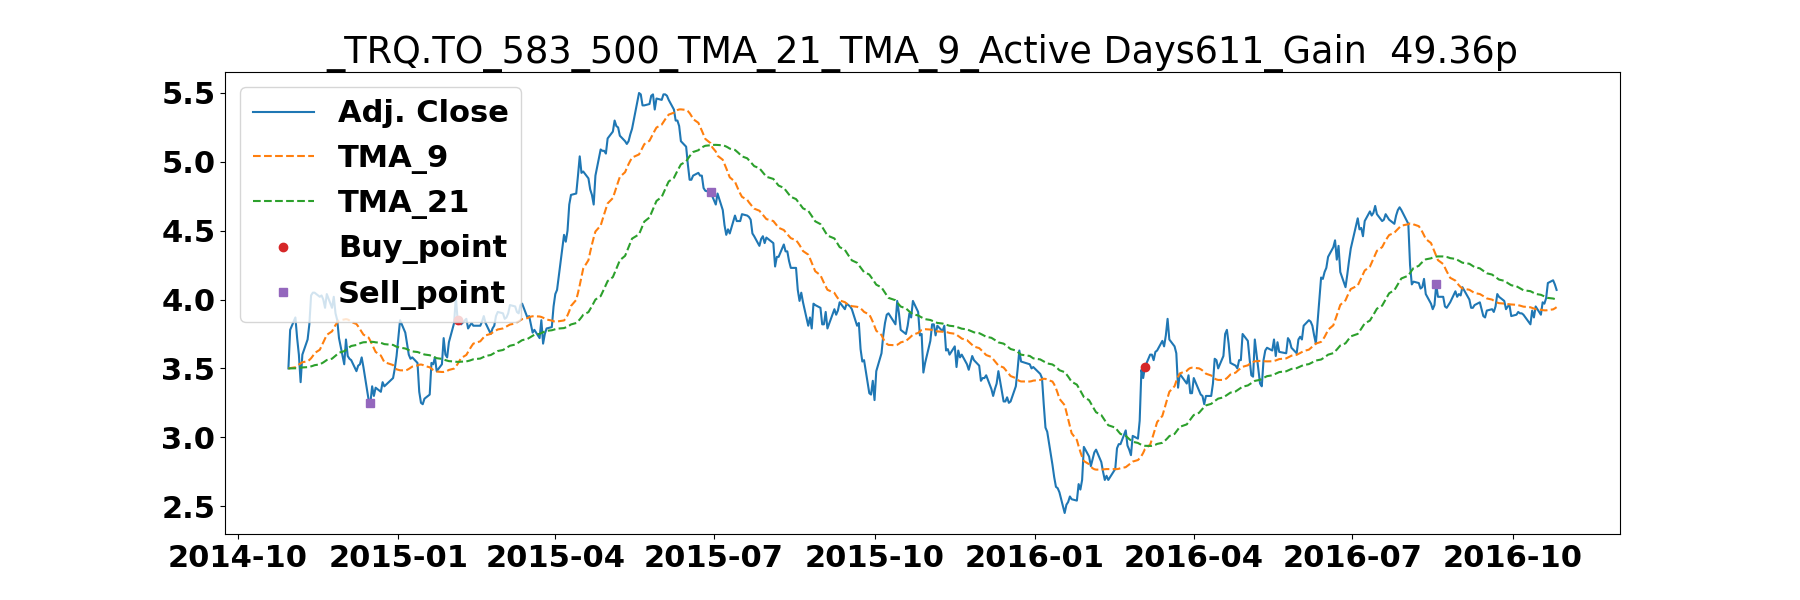 _TRQ.TO_583_500_TMA_21_TMA_9_Active Days611_Gain  49.36p
5.5
5.0
4.5
4.0
3.5
3.0
2.5
Adj. Close
TMA_9
TMA_21
Buy_point
Sell_point
2014-10 2015-01 2015-04 2015-07 2015-10 2016-01 2016-04 2016-07 2016-10